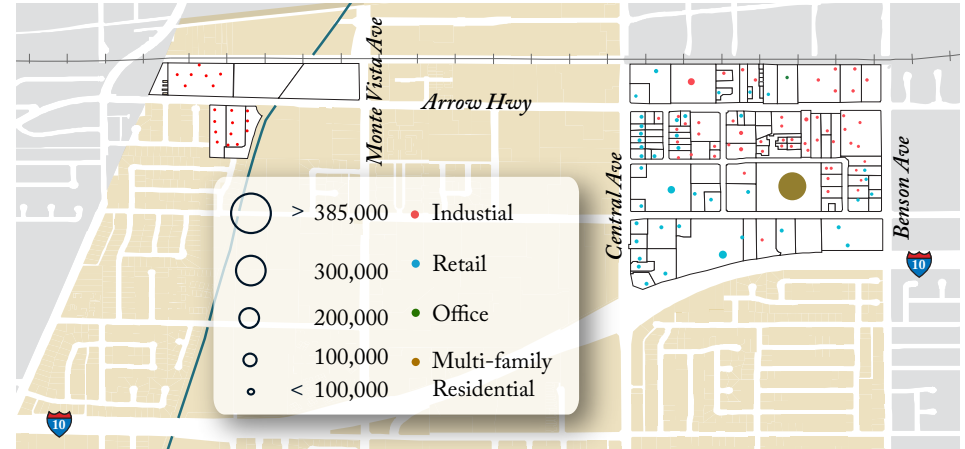 Monte Vista Ave
Arrow Hwy
Central Ave
Benson Ave
> 385,000
300,000
200,000
100,000
< 100,000
Industial
Retail
Office
Multi-family
Residential
10
10